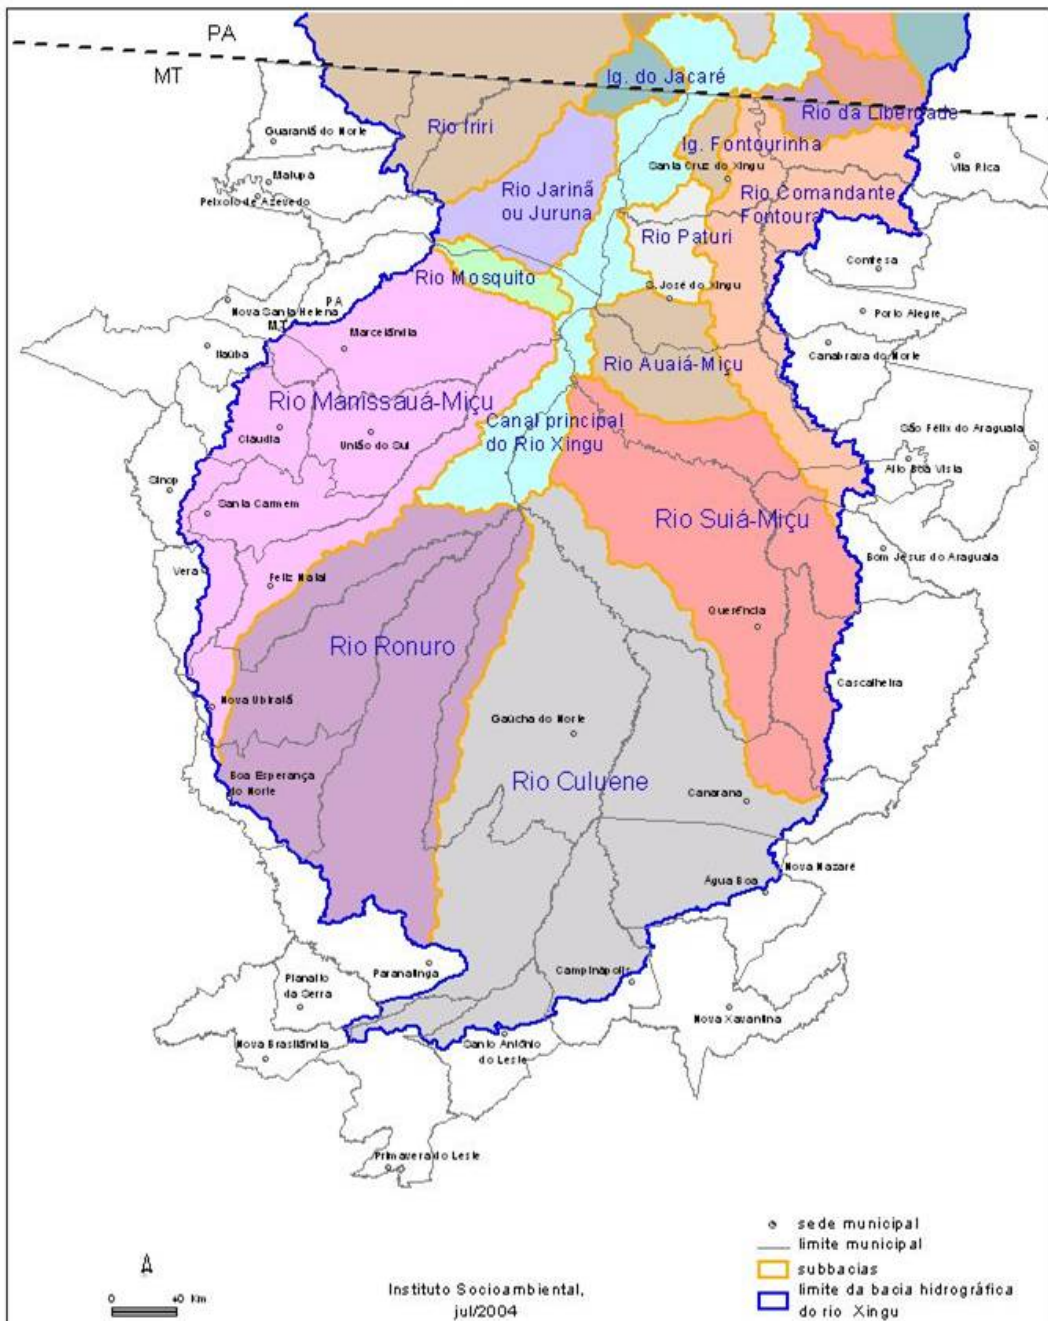 PA
MT
Ig. do Jacaré
Rio da Liberdade
Rio Iriri
Guarantã do Norte
Ig. Fontourinha
Santa Cruz do Xingu
Vila Rica
Matupa
Peixoto de Azevedo
Rio Jarinã
ou Juruna
Rio Comandante
Fontoura
Rio Paturi
Confesa
Rio Mosquito
S. José do Xingu
PA
Nova Santa Helena
MT
Porto Alegre
Marcelândia
Itaúba
Canabrava do Norte
Rio Auaiá-Miçu
Rio Manissauá-Miçu
Canal principal
do Rio Xingu
Cláudia
União do Sul
São Félix do Araguaia
Alto Boa Vista
Sinop
Santa Carmem
Rio Suiá-Miçu
Bom Jesus do Araguaia
Vera
Feliz Natal
Querência
Rio Ronuro
Cascalheira
Nova Ubiratã
Gaúcha do Norte
Rio Culuene
Boa Esperança
do Norte
Canarana
Nova Nazaré
Água Boa
Paranatinga
Campinápolis
Planalto
da Serra
Nova Xavantina
Nova Brasilândia
Santo Antônio
do Leste
Primavera do Leste
sede municipal
limite municipal
subbacias
limite da bacia hidrográfica
do rio Xingu
N
0 40 Km
Instituto Socioambiental,
jul/2004